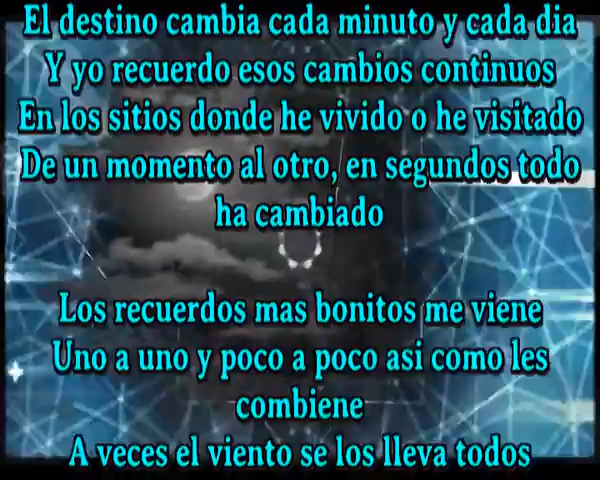 El destino cambia cada minuto y cada dia
Y yo recuerdo esos cambios continuos
En los sitios donde he vivido o he visitado
De un momento al otro, en segundos todo
ha cambiado
Los recuerdos mas bonitos me viene
Uno a uno y poco a poco asi como les
combiene
A veces el viento se los lleva todos